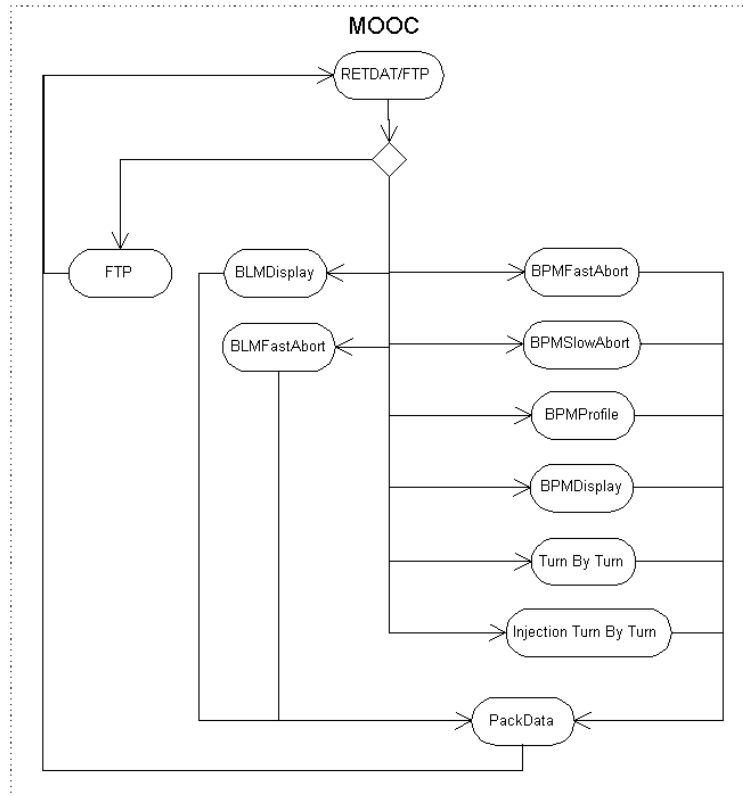 MOOC
RETDAT/FTP
FTP
BLMDisplay
BPMFastAbort
BLMFastAbort
BPMSlowAbort
BPMProfile
BPMDisplay
Turn By Turn
Injection Turn By Turn
PackData